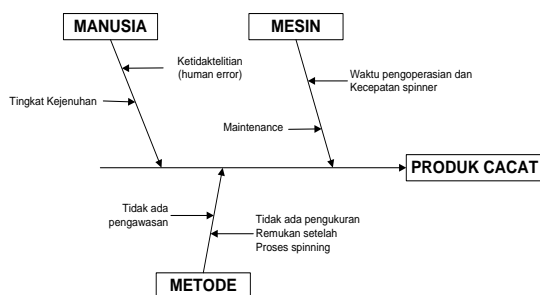 MANUSIA
MESIN
Ketidaktelitian
(human error)
Tingkat Kejenuhan
Waktu pengoperasian dan
Kecepatan spinner
Maintenance
PRODUK CACAT
Tidak ada
pengawasan
Tidak ada pengukuran
Remukan setelah
Proses spinning
METODE